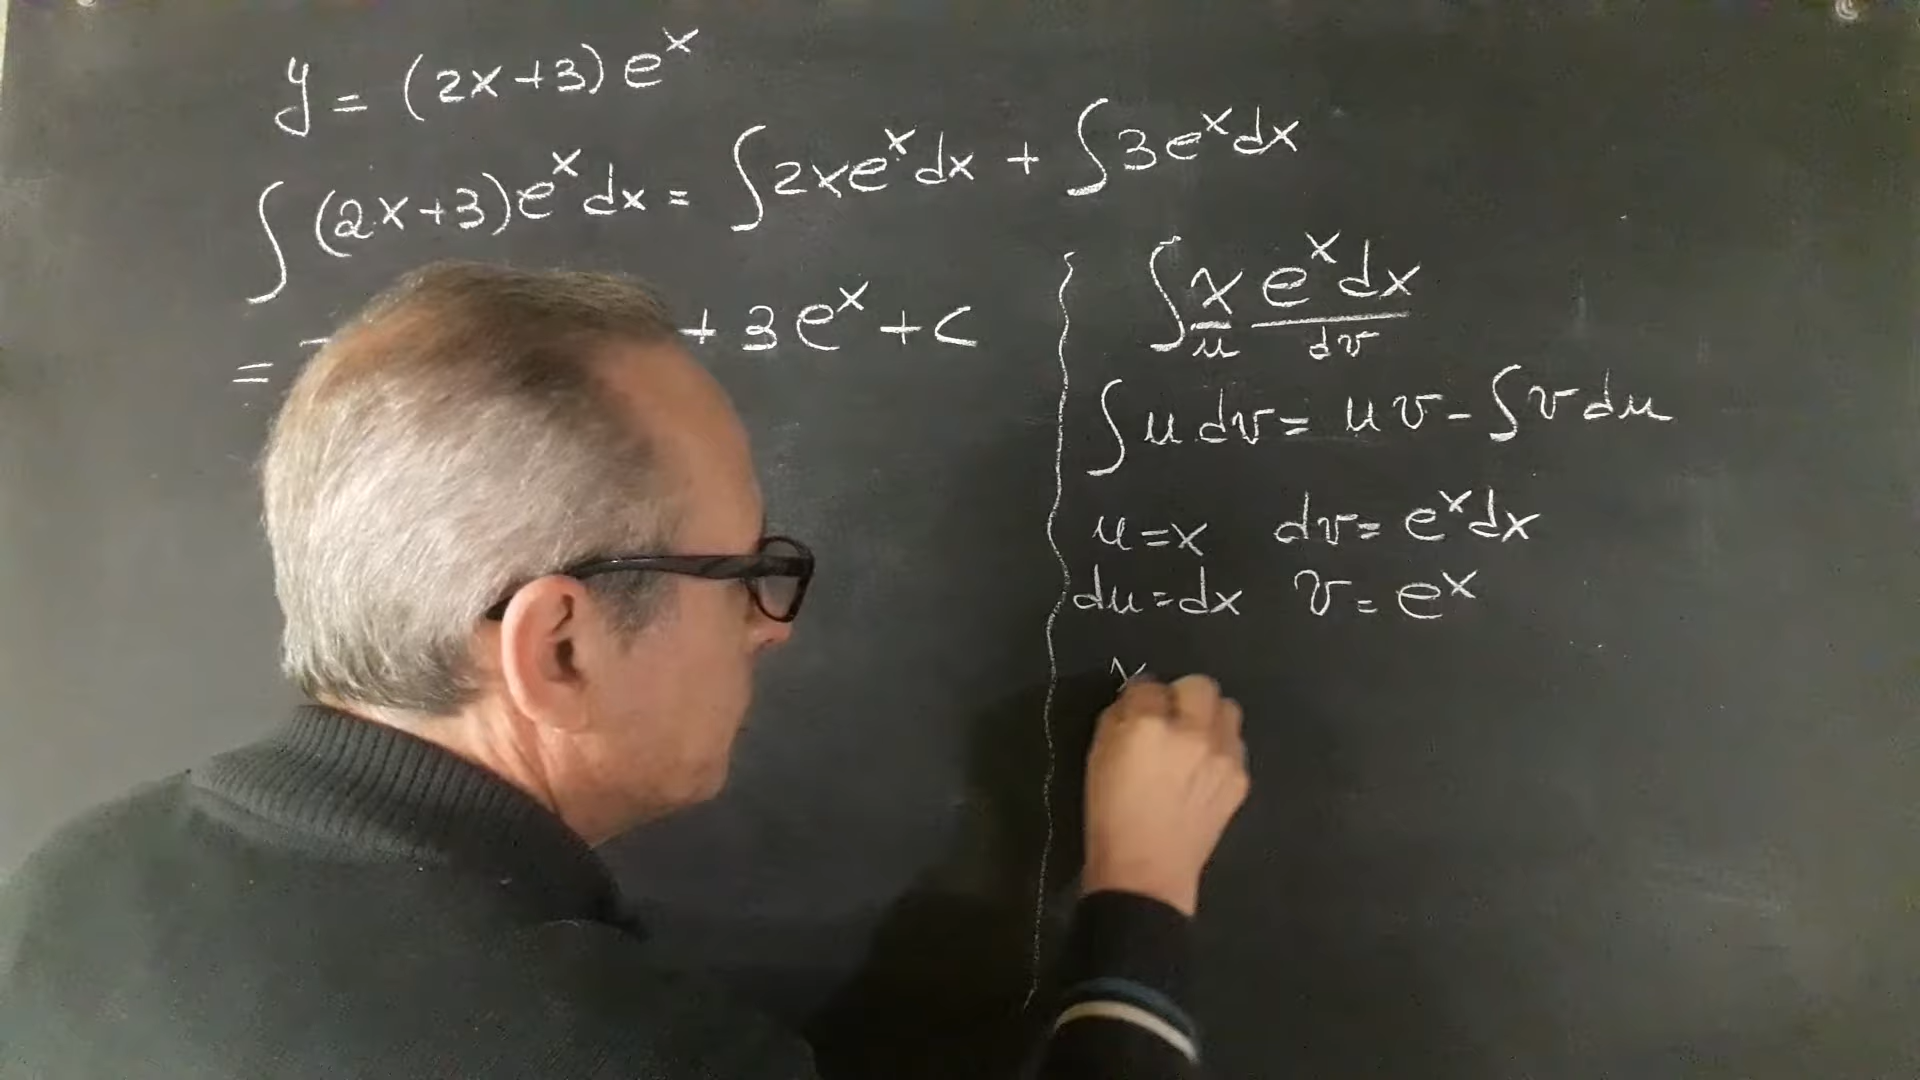 y = (2x+3) e^x
∫ (2x+3) e^x dx = ∫ 2x e^x dx + ∫ 3 e^x dx
= + 3 e^x + c
∫ x e^x dx
u dv
∫ u dv = u v - ∫ v du
u = x dv = e^x dx
du = dx v = e^x
x